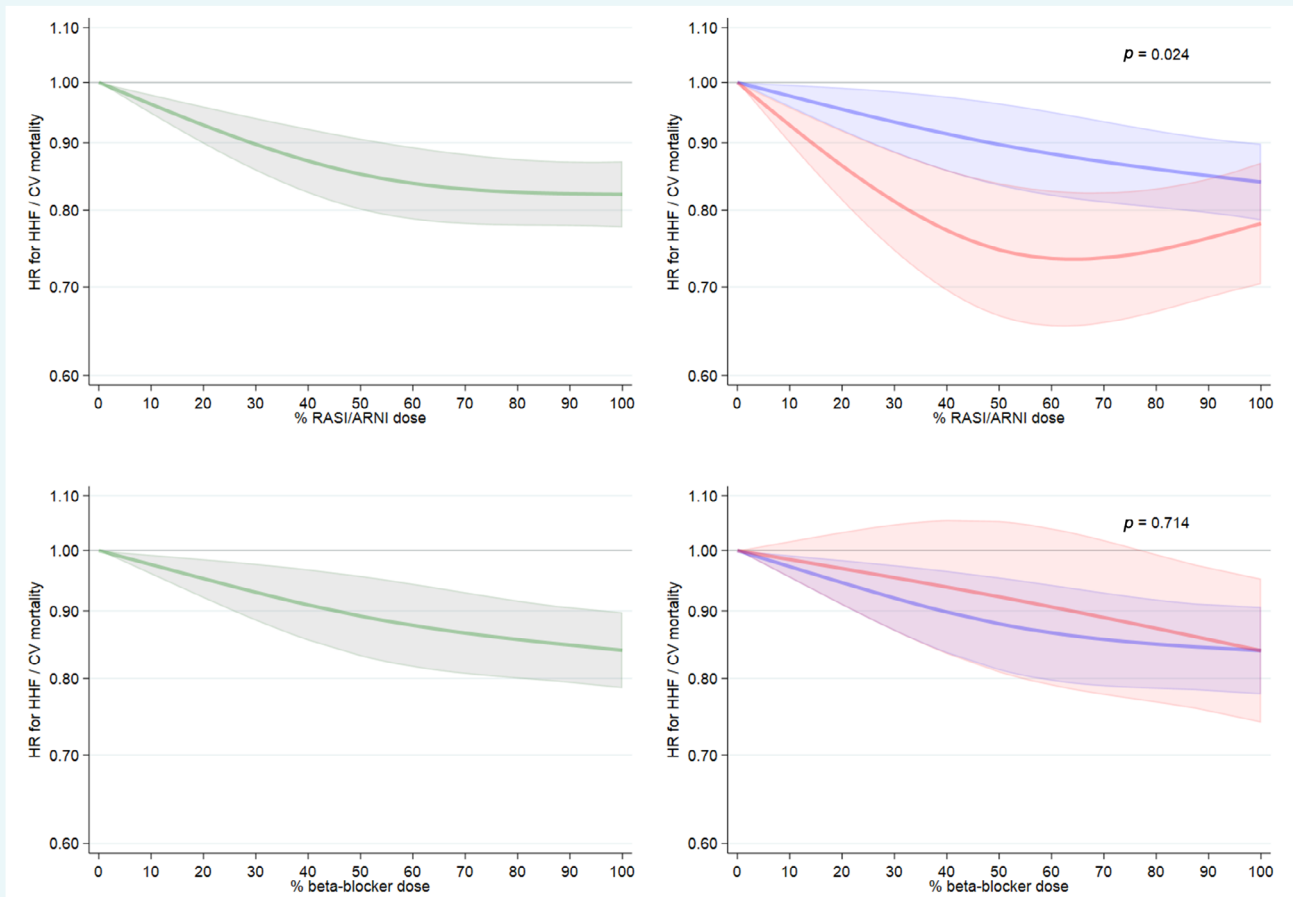 1.10
1.00
0.90
0.80
0.70
0.60
HR for HHF / CV mortality
0 10 20 30 40 50 60 70 80 90 100
% RASI/ARNI dose
p = 0.024
1.10
1.00
0.90
0.80
0.70
0.60
HR for HHF / CV mortality
0 10 20 30 40 50 60 70 80 90 100
% RASI/ARNI dose
1.10
1.00
0.90
0.80
0.70
0.60
HR for HHF / CV mortality
0 10 20 30 40 50 60 70 80 90 100
% beta-blocker dose
p = 0.714
1.10
1.00
0.90
0.80
0.70
0.60
HR for HHF / CV mortality
0 10 20 30 40 50 60 70 80 90 100
% beta-blocker dose